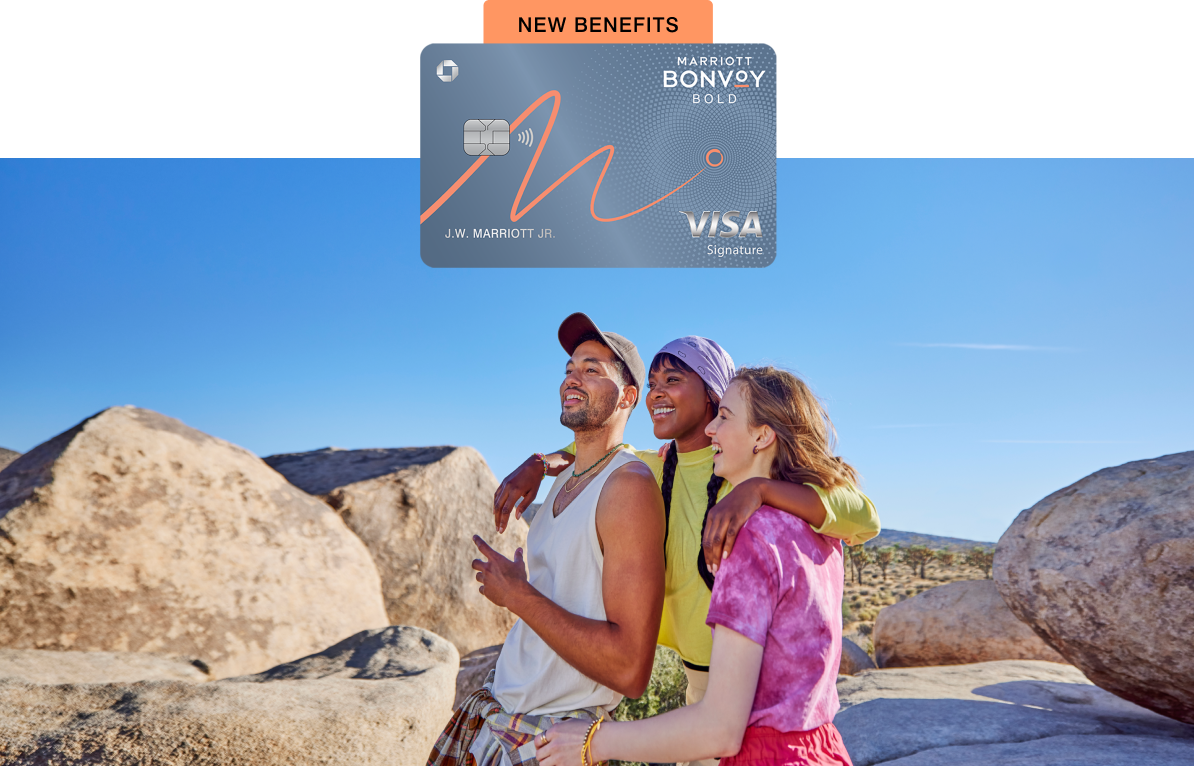 NEW BENEFITS
MARRIOTT
BONVOY
BOLD
J.W. MARRIOTT JR.
VISA
Signature